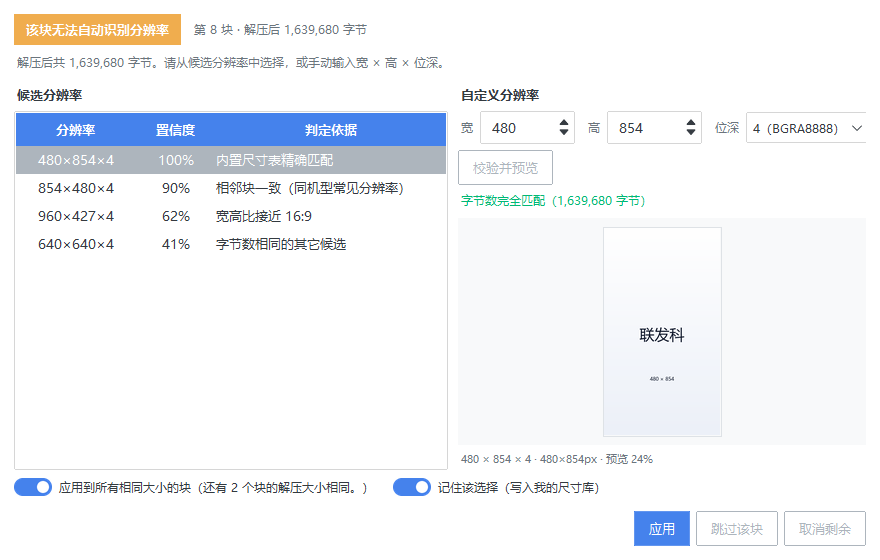 该块无法自动识别分辨率 第 8 块 · 解压后 1,639,680 字节
解压后共 1,639,680 字节。请从候选分辨率中选择，或手动输入宽 × 高 × 位深。
候选分辨率
分辨率 置信度 判定依据
480×854×4 100% 内置尺寸表精确匹配
854×480×4 90% 相邻块一致（同机型常见分辨率）
960×427×4 62% 宽高比接近 16:9
640×640×4 41% 字节数相同的其它候选
自定义分辨率
宽 480 高 854 位深 4（BGRA8888）
校验并预览
字节数完全匹配（1,639,680 字节）
联发科
480 × 854
480 × 854 × 4 · 480×854px · 预览 24%
应用到所有相同大小的块（还有 2 个块的解压大小相同。） 记住该选择（写入我的尺寸库）
应用 跳过该块 取消剩余